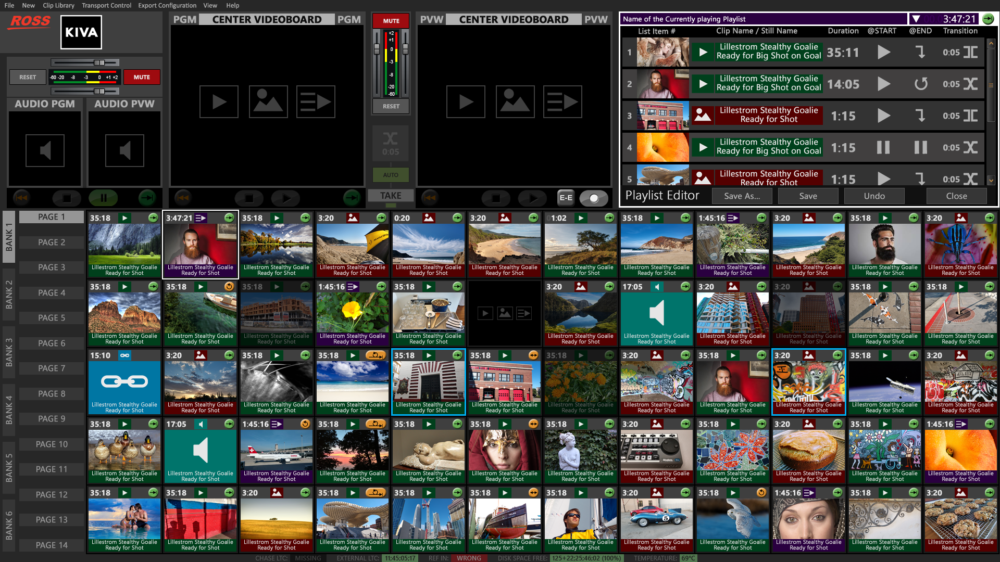 File New Clip Library Transport Control Export Configuration View Help
ROSS
KIVA
RESET
-60 -20 -8 -3 0 +1 +2
MUTE
AUDIO PGM
AUDIO PVW
PGM CENTER VIDEOBOARD PGM
MUTE
+2
+1
0
-3
-8
-20
-60
RESET
0:05
AUTO
TAKE
PVW CENTER VIDEOBOARD PVW
E-E
Name of the Currently playing Playlist 3:47:21
List Item # Clip Name / Still Name Duration @START @END Transition
1 Lillestrom Stealthy Goalie
Ready for Big Shot on Goal 35:11 0:05
2 Lillestrom Stealthy Goalie
Ready for Big Shot on Goal 14:05 0:05
3 Lillestrom Stealthy Goalie
Ready for Shot 1:15 0:05
4 Lillestrom Stealthy Goalie
Ready for Big Shot on Goal 1:15 0:05
5 Lillestrom Stealthy Goalie
Ready for Shot 1:15 0:05
Playlist Editor Save As... Save Undo Close
BANK 1
BANK 2
BANK 3
BANK 4
BANK 5
BANK 6
PAGE 1
PAGE 2
PAGE 3
PAGE 4
PAGE 5
PAGE 6
PAGE 7
PAGE 8
PAGE 9
PAGE 10
PAGE 11
PAGE 12
PAGE 13
PAGE 14
35:18 3:47:21 35:18 3:20 0:20 3:20 01:02 35:18 1:45:16 3:20 35:18 3:20
Lillestrom Stealthy Goalie Lillestrom Stealthy Goalie Lillestrom Stealthy Goalie Lillestrom Stealthy Goalie Lillestrom Stealthy Goalie Lillestrom Stealthy Goalie Lillestrom Stealthy Goalie Lillestrom Stealthy Goalie Lillestrom Stealthy Goalie Lillestrom Stealthy Goalie Lillestrom Stealthy Goalie Lillestrom Stealthy Goalie
Ready for Shot Ready for Shot Ready for Shot Ready for Shot Ready for Shot Ready for Shot Ready for Shot Ready for Shot Ready for Shot Ready for Shot Ready for Shot Ready for Shot
35:18 35:18 35:18 1:45:16 35:18 3:20 17:05 3:20 3:20 35:18 35:18
Lillestrom Stealthy Goalie Lillestrom Stealthy Goalie Lillestrom Stealthy Goalie Lillestrom Stealthy Goalie Lillestrom Stealthy Goalie Lillestrom Stealthy Goalie Lillestrom Stealthy Goalie Lillestrom Stealthy Goalie Lillestrom Stealthy Goalie Lillestrom Stealthy Goalie Lillestrom Stealthy Goalie
Ready for Shot Ready for Shot Ready for Shot Ready for Shot Ready for Shot Ready for Shot Ready for Shot Ready for Shot Ready for Shot Ready for Shot Ready for Shot
15:10 3:20 35:18 35:18 35:18 35:18 35:18 3:20 35:18 3:20 35:18 3:20
Lillestrom Stealthy Goalie Lillestrom Stealthy Goalie Lillestrom Stealthy Goalie Lillestrom Stealthy Goalie Lillestrom Stealthy Goalie Lillestrom Stealthy Goalie Lillestrom Stealthy Goalie Lillestrom Stealthy Goalie Lillestrom Stealthy Goalie Lillestrom Stealthy Goalie Lillestrom Stealthy Goalie Lillestrom Stealthy Goalie
Ready for Shot Ready for Shot Ready for Shot Ready for Shot Ready for Shot Ready for Shot Ready for Shot Ready for Shot Ready for Shot Ready for Shot Ready for Shot Ready for Shot
35:18 17:05 1:45:16 35:18 35:18 35:18 35:18 3:20 35:18 3:20 35:18 1:45:16
Lillestrom Stealthy Goalie Lillestrom Stealthy Goalie Lillestrom Stealthy Goalie Lillestrom Stealthy Goalie Lillestrom Stealthy Goalie Lillestrom Stealthy Goalie Lillestrom Stealthy Goalie Lillestrom Stealthy Goalie Lillestrom Stealthy Goalie Lillestrom Stealthy Goalie Lillestrom Stealthy Goalie Lillestrom Stealthy Goalie
Ready for Shot Ready for Shot Ready for Shot Ready for Shot Ready for Shot Ready for Shot Ready for Shot Ready for Shot Ready for Shot Ready for Shot Ready for Shot Ready for Shot
35:18 35:18 3:20 35:18 35:18 35:18 35:18 3:20 35:18 1:45:16 35:18 3:20
5
Lillestrom Stealthy Goalie Lillestrom Stealthy Goalie Lillestrom Stealthy Goalie Lillestrom Stealthy Goalie Lillestrom Stealthy Goalie Lillestrom Stealthy Goalie Lillestrom Stealthy Goalie Lillestrom Stealthy Goalie Lillestrom Stealthy Goalie Lillestrom Stealthy Goalie Lillestrom Stealthy Goalie Lillestrom Stealthy Goalie
Ready for Shot Ready for Shot Ready for Shot Ready for Shot Ready for Shot Ready for Shot Ready for Shot Ready for Shot Ready for Shot Ready for Shot Ready for Shot Ready for Shot
CHASE LTC: MISSING EXTERNAL LTC: 11;45;05;17 REF IN: WRONG DISK SPACE FREE: 125+22;25;46;02 (100%) TEMPERATURE: 69°C